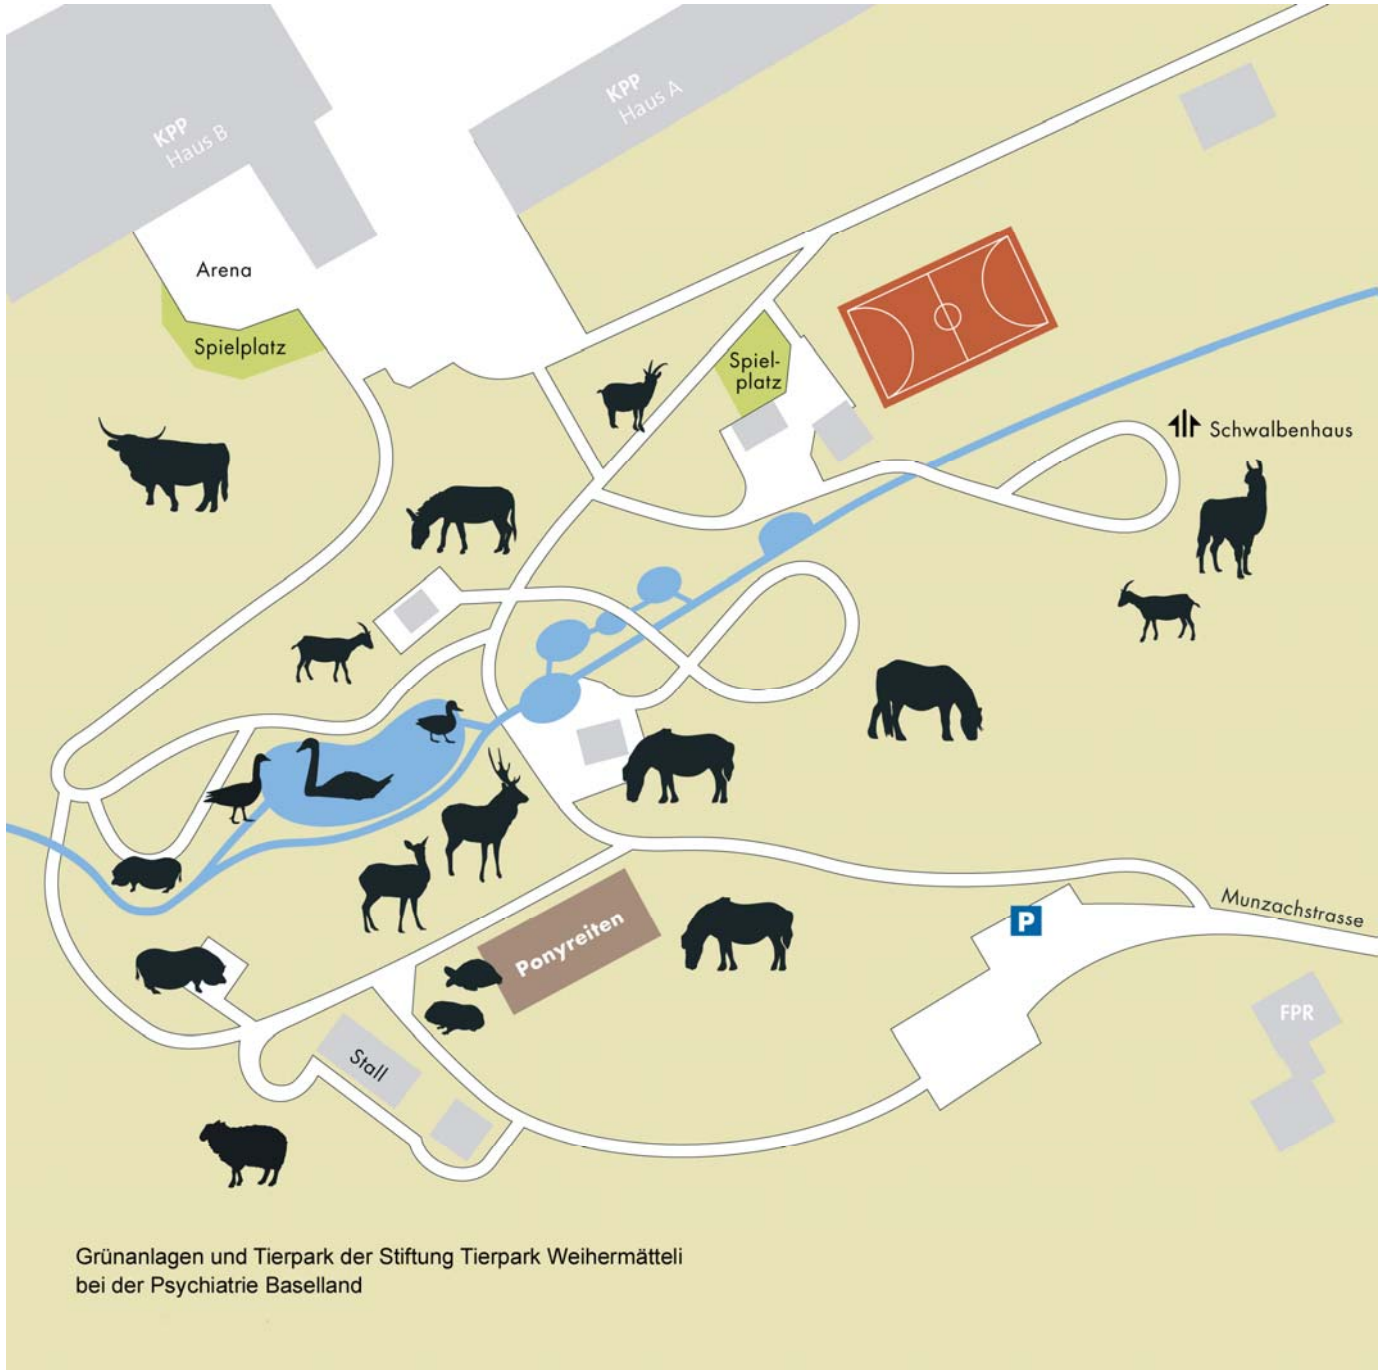 KPP
Haus B
KPP
Haus A
Arena
Spielplatz
Spiel-
platz
Schwalbenhaus
Munzachstrasse
P
Ponyreiten
FPR
Stall
Grünanlagen und Tierpark der Stiftung Tierpark Weihermätteli
bei der Psychiatrie Baselland